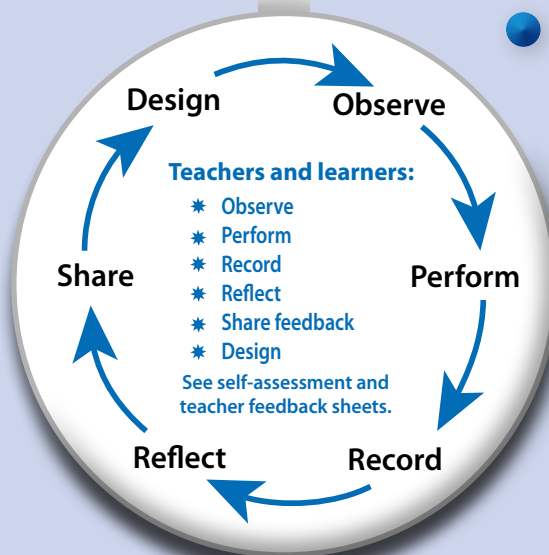 Design
Observe
Perform
Record
Reflect
Share
Teachers and learners:
Observe
Perform
Record
Reflect
Share feedback
Design
See self-assessment and
teacher feedback sheets.